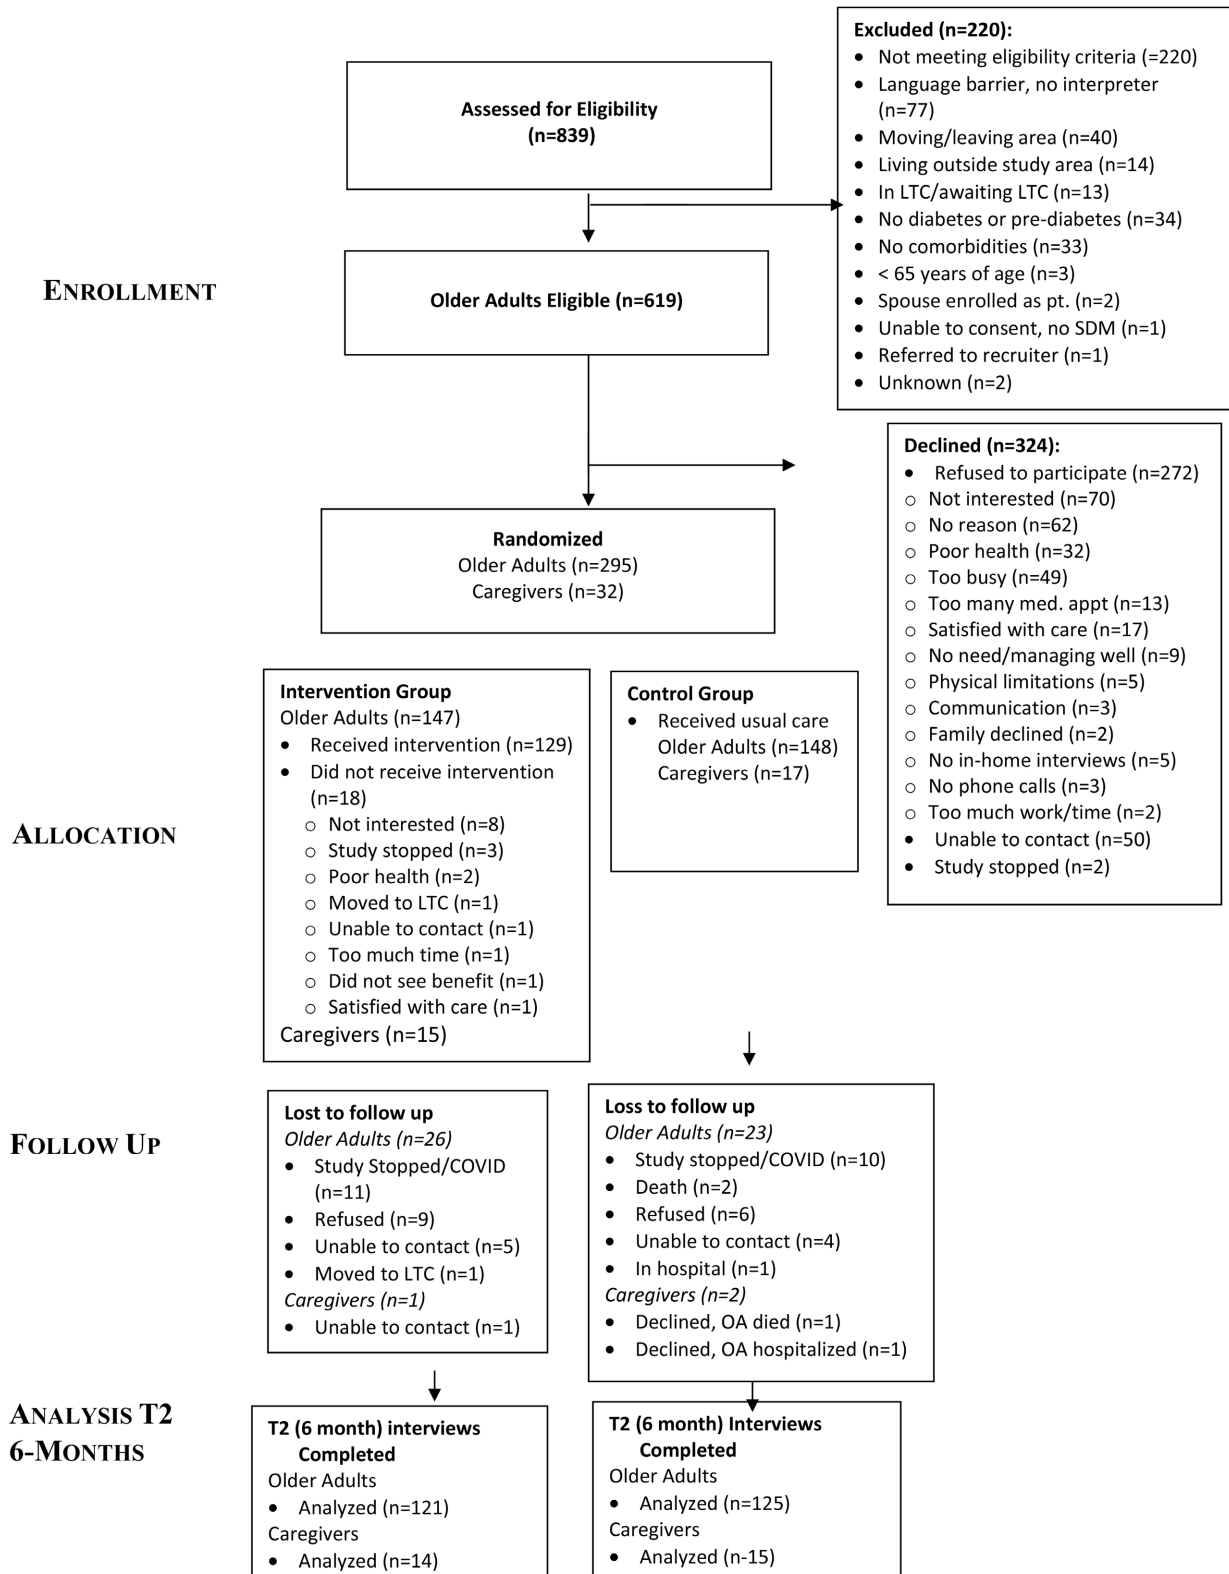 Assessed for Eligibility
(n=839)
Excluded (n=220):
• Not meeting eligibility criteria (=220)
• Language barrier, no interpreter
(n=77)
• Moving/leaving area (n=40)
• Living outside study area (n=14)
• In LTC/awaiting LTC (n=13)
• No diabetes or pre-diabetes (n=34)
• No comorbidities (n=33)
• < 65 years of age (n=3)
• Spouse enrolled as pt. (n=2)
• Unable to consent, no SDM (n=1)
• Referred to recruiter (n=1)
• Unknown (n=2)
ENROLLMENT
Older Adults Eligible (n=619)
Declined (n=324):
• Refused to participate (n=272)
○ Not interested (n=70)
○ No reason (n=62)
○ Poor health (n=32)
○ Too busy (n=49)
○ Too many med. appt (n=13)
○ Satisfied with care (n=17)
○ No need/managing well (n=9)
○ Physical limitations (n=5)
○ Communication (n=3)
○ Family declined (n=2)
○ No in-home interviews (n=5)
○ No phone calls (n=3)
○ Too much work/time (n=2)
• Unable to contact (n=50)
• Study stopped (n=2)
Randomized
Older Adults (n=295)
Caregivers (n=32)
ALLOCATION
Intervention Group
Older Adults (n=147)
• Received intervention (n=129)
• Did not receive intervention
(n=18)
○ Not interested (n=8)
○ Study stopped (n=3)
○ Poor health (n=2)
○ Moved to LTC (n=1)
○ Unable to contact (n=1)
○ Too much time (n=1)
○ Did not see benefit (n=1)
○ Satisfied with care (n=1)
Caregivers (n=15)
Control Group
• Received usual care
Older Adults (n=148)
Caregivers (n=17)
FOLLOW UP
Lost to follow up
Older Adults (n=26)
• Study Stopped/COVID
(n=11)
• Refused (n=9)
• Unable to contact (n=5)
• Moved to LTC (n=1)
Caregivers (n=1)
• Unable to contact (n=1)
Loss to follow up
Older Adults (n=23)
• Study stopped/COVID (n=10)
• Death (n=2)
• Refused (n=6)
• Unable to contact (n=4)
• In hospital (n=1)
Caregivers (n=2)
• Declined, OA died (n=1)
• Declined, OA hospitalized (n=1)
ANALYSIS T2
6-MONTHS
T2 (6 month) interviews
Completed
Older Adults
• Analyzed (n=121)
Caregivers
• Analyzed (n=14)
T2 (6 month) Interviews
Completed
Older Adults
• Analyzed (n=125)
Caregivers
• Analyzed (n-15)